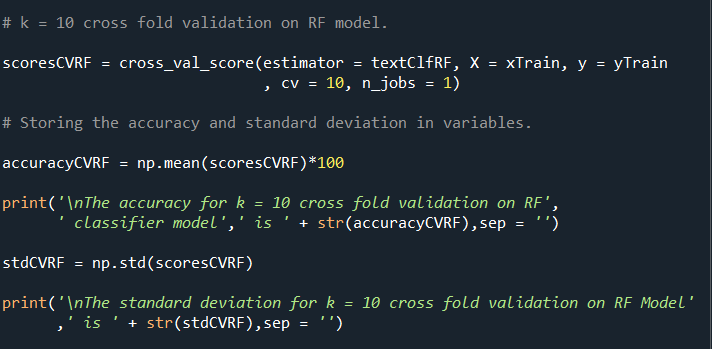 # k = 10 cross fold validation on RF model.
scoresCVRF = cross_val_score(estimator = textClfRF, X = xTrain, y = yTrain
, cv = 10, n_jobs = 1)
# Storing the accuracy and standard deviation in variables.
accuracyCVRF = np.mean(scoresCVRF)*100
print('\nThe accuracy for k = 10 cross fold validation on RF',
' classifier model',' is ' + str(accuracyCVRF),sep = '')
stdCVRF = np.std(scoresCVRF)
print('\nThe standard deviation for k = 10 cross fold validation on RF Model'
,' is ' + str(stdCVRF),sep = '')